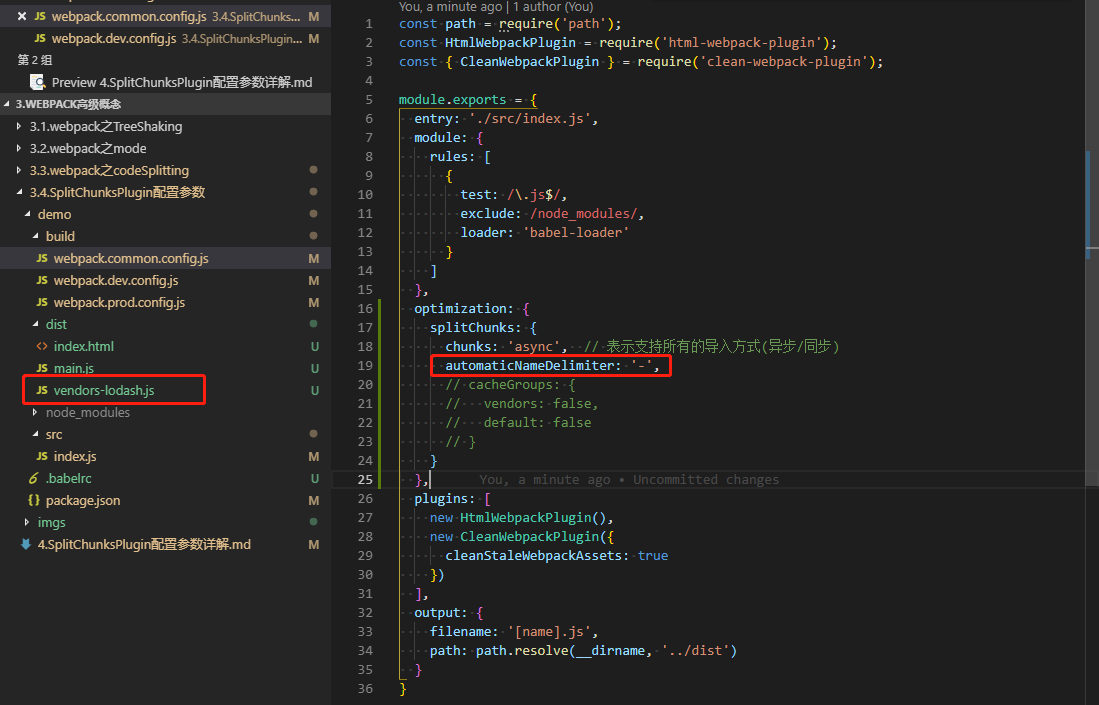 webpack.common.config.js 3.4.SplitChunks... M
webpack.dev.config.js 3.4.SplitChunksPlugin... M
第 2 组
Preview 4.SplitChunksPlugin配置参数详解.md
3.WEBPACK高级概念
3.1.webpack之TreeShaking
3.2.webpack之mode
3.3.webpack之codeSplitting
3.4.SplitChunksPlugin配置参数
demo
build
JS webpack.common.config.js M
JS webpack.dev.config.js M
JS webpack.prod.config.js M
dist
<> index.html U
JS main.js U
JS vendors-lodash.js U
node_modules
src
JS index.js M
.babelrc U
{} package.json M
imgs
4.SplitChunksPlugin配置参数详解.md M
You, a minute ago | 1 author (You)
1 const path = require('path');
2 const HtmlWebpackPlugin = require('html-webpack-plugin');
3 const { CleanWebpackPlugin } = require('clean-webpack-plugin');
4
5 module.exports = {
6 entry: './src/index.js',
7 module: {
8 rules: [
9 {
10 test: /\.js$/,
11 exclude: /node_modules/,
12 loader: 'babel-loader'
13 }
14 ]
15 },
16 optimization: {
17 splitChunks: {
18 chunks: 'async', // 表示支持所有的导入方式(异步/同步)
19 automaticNameDelimiter: '-',
20 // cacheGroups: {
21 // vendors: false,
22 // default: false
23 // }
24 }
25 }, You, a minute ago • Uncommitted changes
26 plugins: [
27 new HtmlWebpackPlugin(),
28 new CleanWebpackPlugin({
29 cleanStaleWebpackAssets: true
30 })
31 ],
32 output: {
33 filename: '[name].js',
34 path: path.resolve(__dirname, '../dist')
35 }
36 }